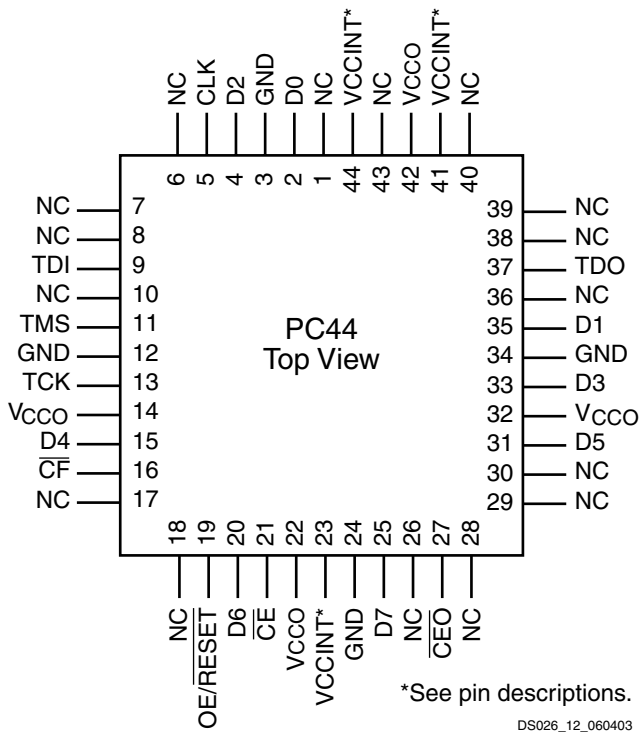 NC
CLK
D2
GND
D0
NC
VCCINT*
NC
VCCO
VCCINT*
NC
6
5
4
3
2
1
44
43
42
41
40
NC 7
NC 8
TDI 9
NC 10
TMS 11
GND 12
TCK 13
VCCO 14
D4 15
CF 16
NC 17
PC44
Top View
39 NC
38 NC
37 TDO
36 NC
35 D1
34 GND
33 D3
32 VCCO
31 D5
30 NC
29 NC
18
19
20
21
22
23
24
25
26
27
28
NC
OE/RESET
D6
CE
VCCO
VCCINT*
GND
D7
NC
CEO
NC
*See pin descriptions.
DS026_12_060403